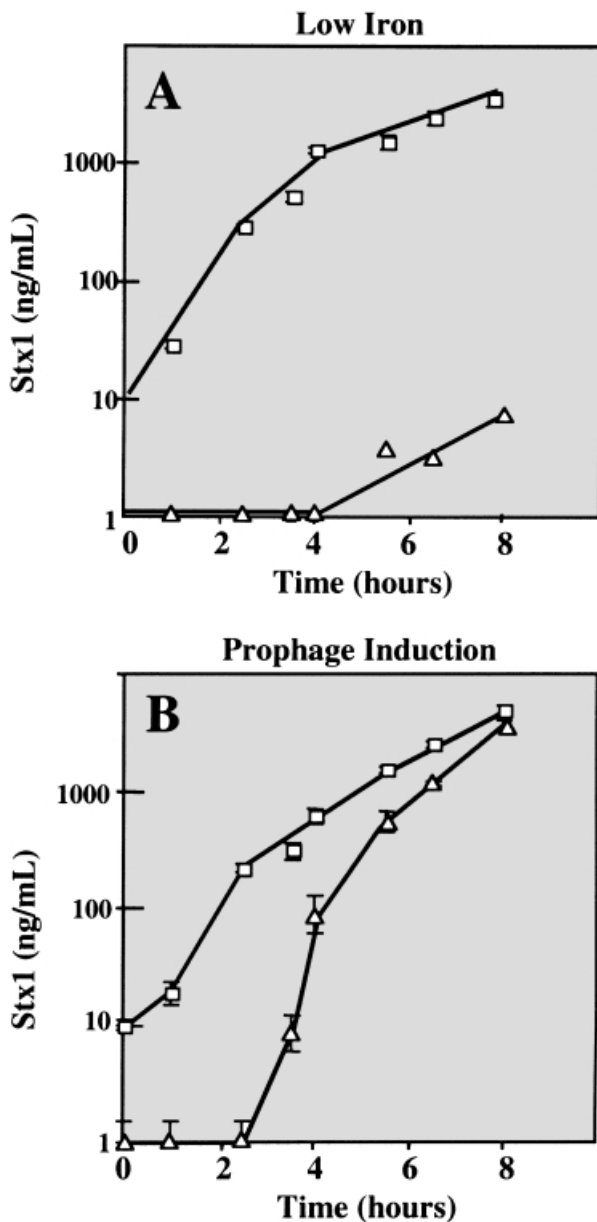 Low Iron
A
Stx1 (ng/mL)
1000
100
10
1
0 2 4 6 8
Time (hours)
Prophage Induction
B
Stx1 (ng/mL)
1000
100
10
1
0 2 4 6 8
Time (hours)